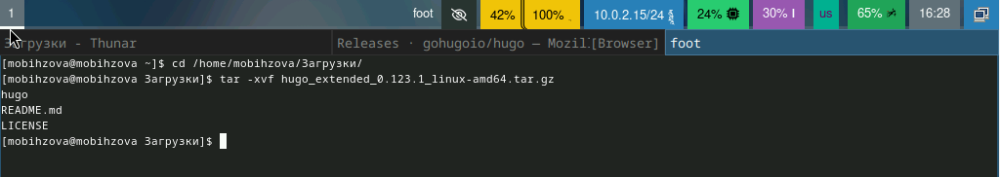 1 foot 42% 100% 10.0.2.15/24 24% 30% us 65% 16:28
Загрузки - Thunar Releases · gohugoio/hugo — Mozil [Browser] foot
[mobihzova@mobihzova ~]$ cd /home/mobihzova/Загрузки/
[mobihzova@mobihzova Загрузки]$ tar -xvf hugo_extended_0.123.1_linux-amd64.tar.gz
hugo
README.md
LICENSE
[mobihzova@mobihzova Загрузки]$